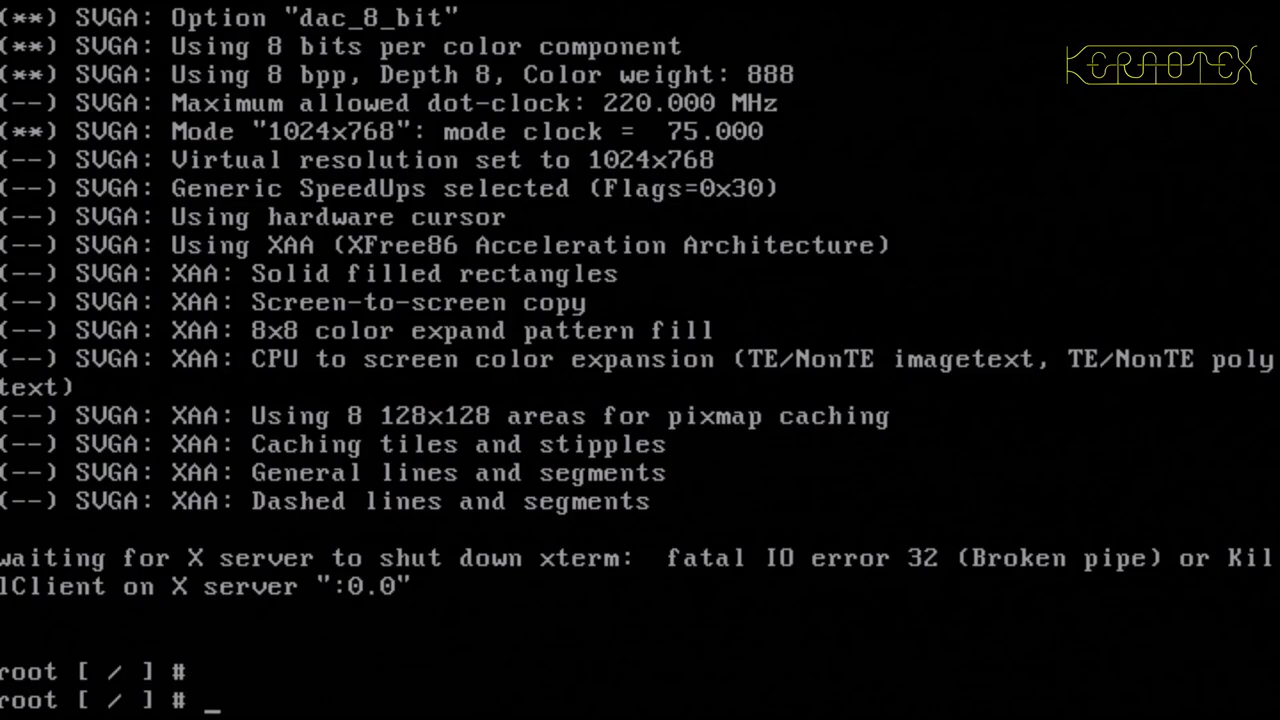 (**) SVGA: Option "dac_8_bit"
(**) SVGA: Using 8 bits per color component
(**) SVGA: Using 8 bpp, Depth 8, Color weight: 888
(--) SVGA: Maximum allowed dot-clock: 220.000 MHz
(**) SVGA: Mode "1024x768": mode clock =  75.000
(--) SVGA: Virtual resolution set to 1024x768
(--) SVGA: Generic SpeedUps selected (Flags=0x30)
(--) SVGA: Using hardware cursor
(--) SVGA: Using XAA (XFree86 Acceleration Architecture)
(--) SVGA: XAA: Solid filled rectangles
(--) SVGA: XAA: Screen-to-screen copy
(--) SVGA: XAA: 8x8 color expand pattern fill
(--) SVGA: XAA: CPU to screen color expansion (TE/NonTE imagetext, TE/NonTE poly
text)
(--) SVGA: XAA: Using 8 128x128 areas for pixmap caching
(--) SVGA: XAA: Caching tiles and stipples
(--) SVGA: XAA: General lines and segments
(--) SVGA: XAA: Dashed lines and segments
waiting for X server to shut down xterm:  fatal IO error 32 (Broken pipe) or Kil
lClient on X server ":0.0"
root [ / ] #
root [ / ] # _
KERAOTEX